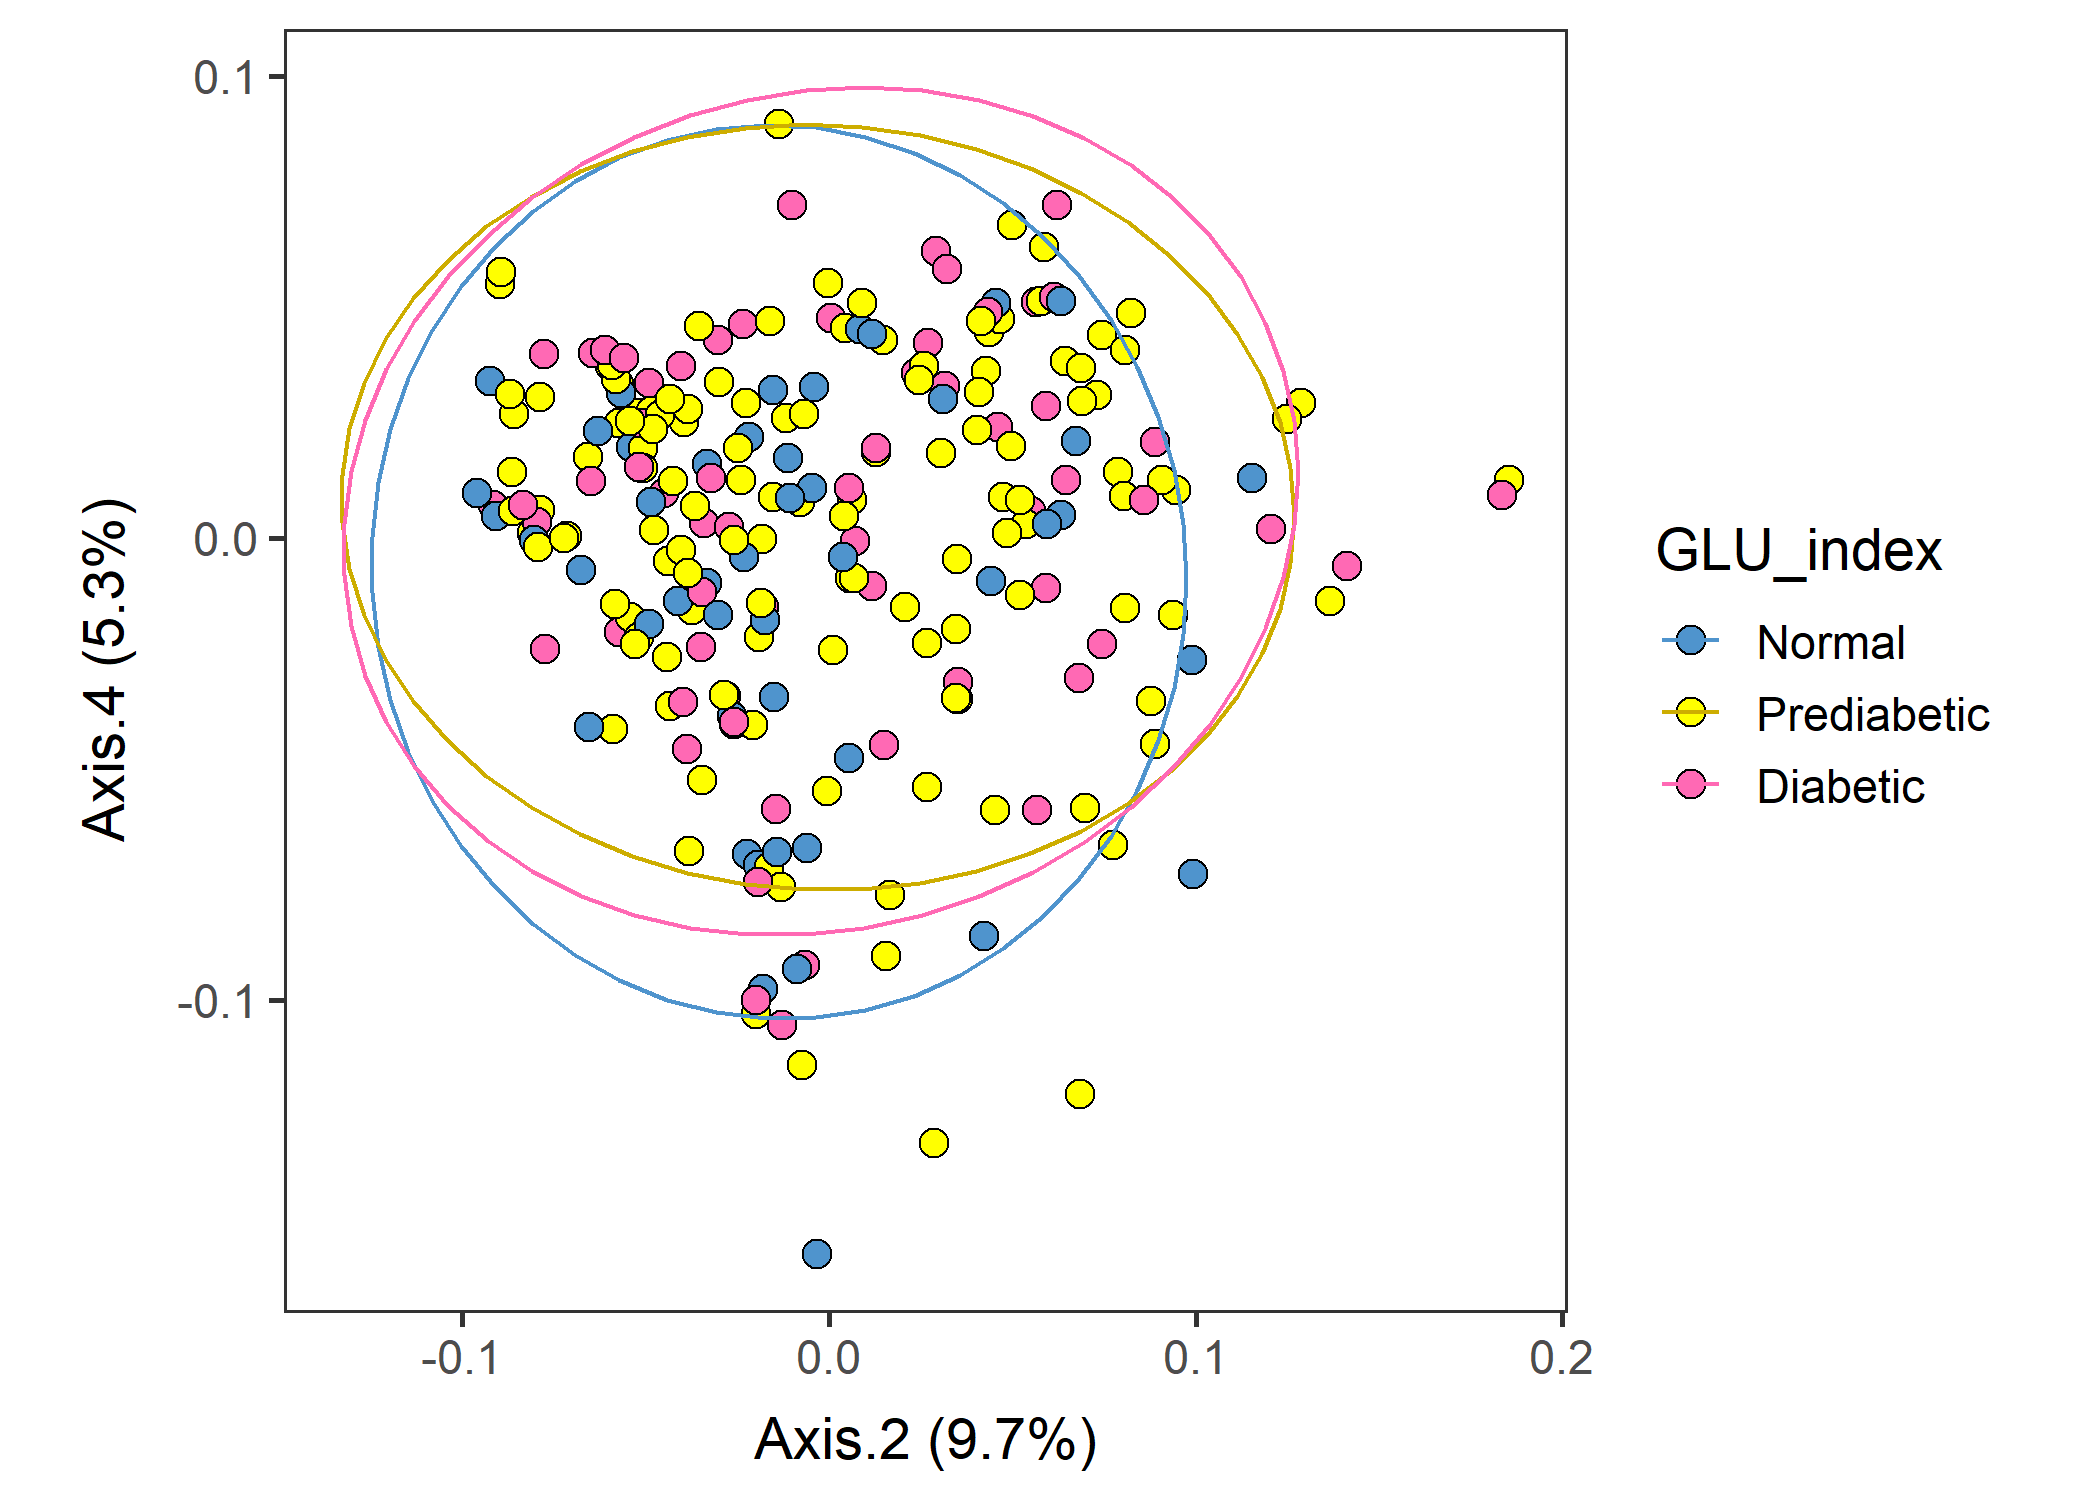 0.1
0.0
-0.1
Axis.4 (5.3%)
-0.1
0.0
0.1
0.2
Axis.2 (9.7%)
GLU_index
Normal
Prediabetic
Diabetic